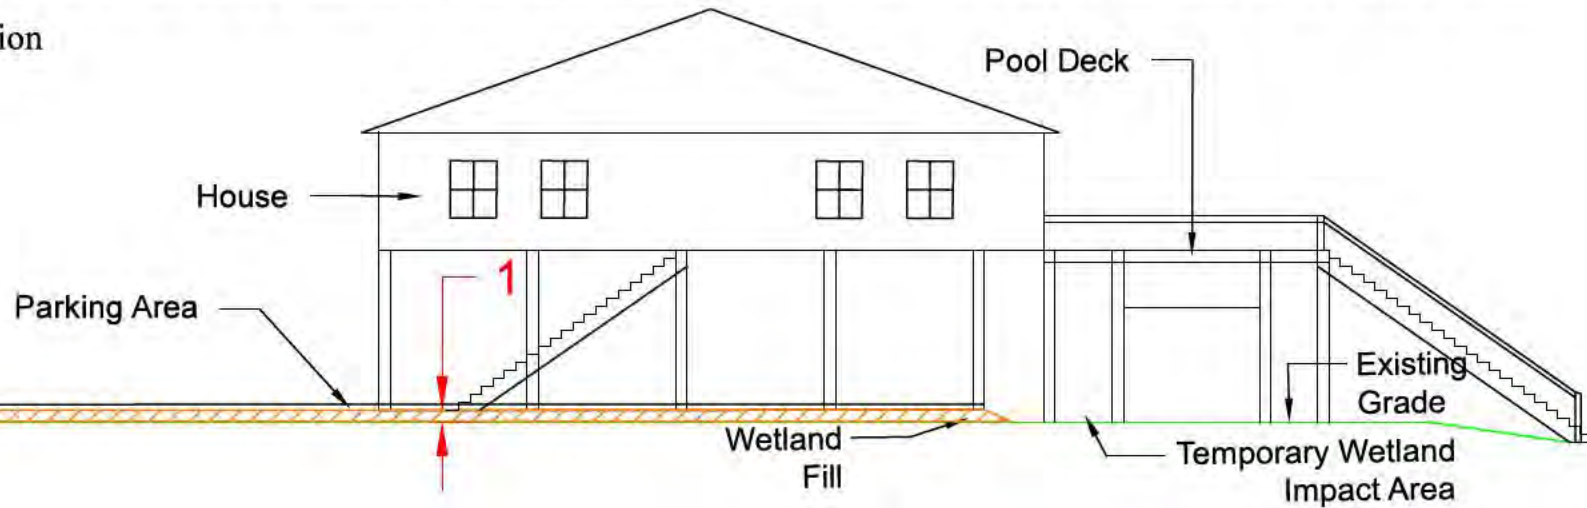 ion
Pool Deck
House
1
Parking Area
Existing
Grade
Wetland
Fill
Temporary Wetland
Impact Area